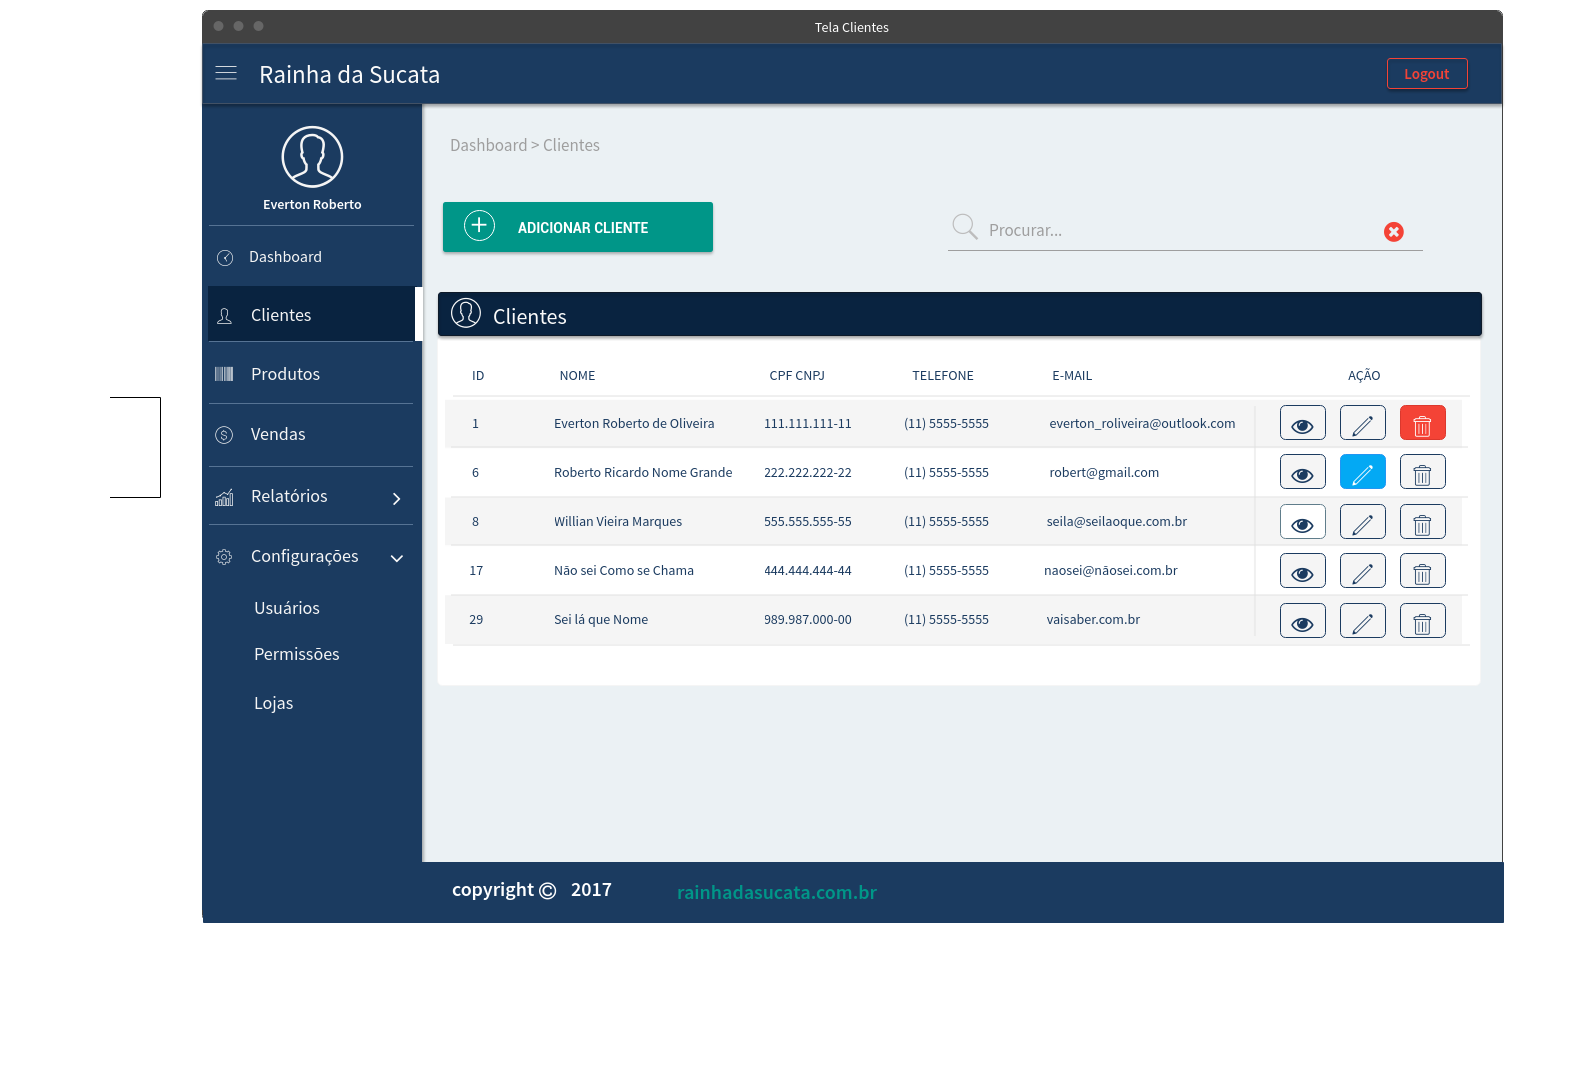 Tela Clientes
Rainha da Sucata
Logout
Everton Roberto
Dashboard
Clientes
Produtos
Vendas
Relatórios
Configurações
Usuários
Permissões
Lojas
Dashboard > Clientes
ADICIONAR CLIENTE
Procurar...
Clientes
ID NOME CPF CNPJ TELEFONE E-MAIL AÇÃO
1 Everton Roberto de Oliveira 111.111.111-11 (11) 5555-5555 everton_roliveira@outlook.com
6 Roberto Ricardo Nome Grande 222.222.222-22 (11) 5555-5555 robert@gmail.com
8 Willian Vieira Marques 555.555.555-55 (11) 5555-5555 seila@seilaoque.com.br
17 Não sei Como se Chama 444.444.444-44 (11) 5555-5555 naosei@nãosei.com.br
29 Sei lá que Nome 989.987.000-00 (11) 5555-5555 vaisaber.com.br
copyright © 2017 rainhadasucata.com.br